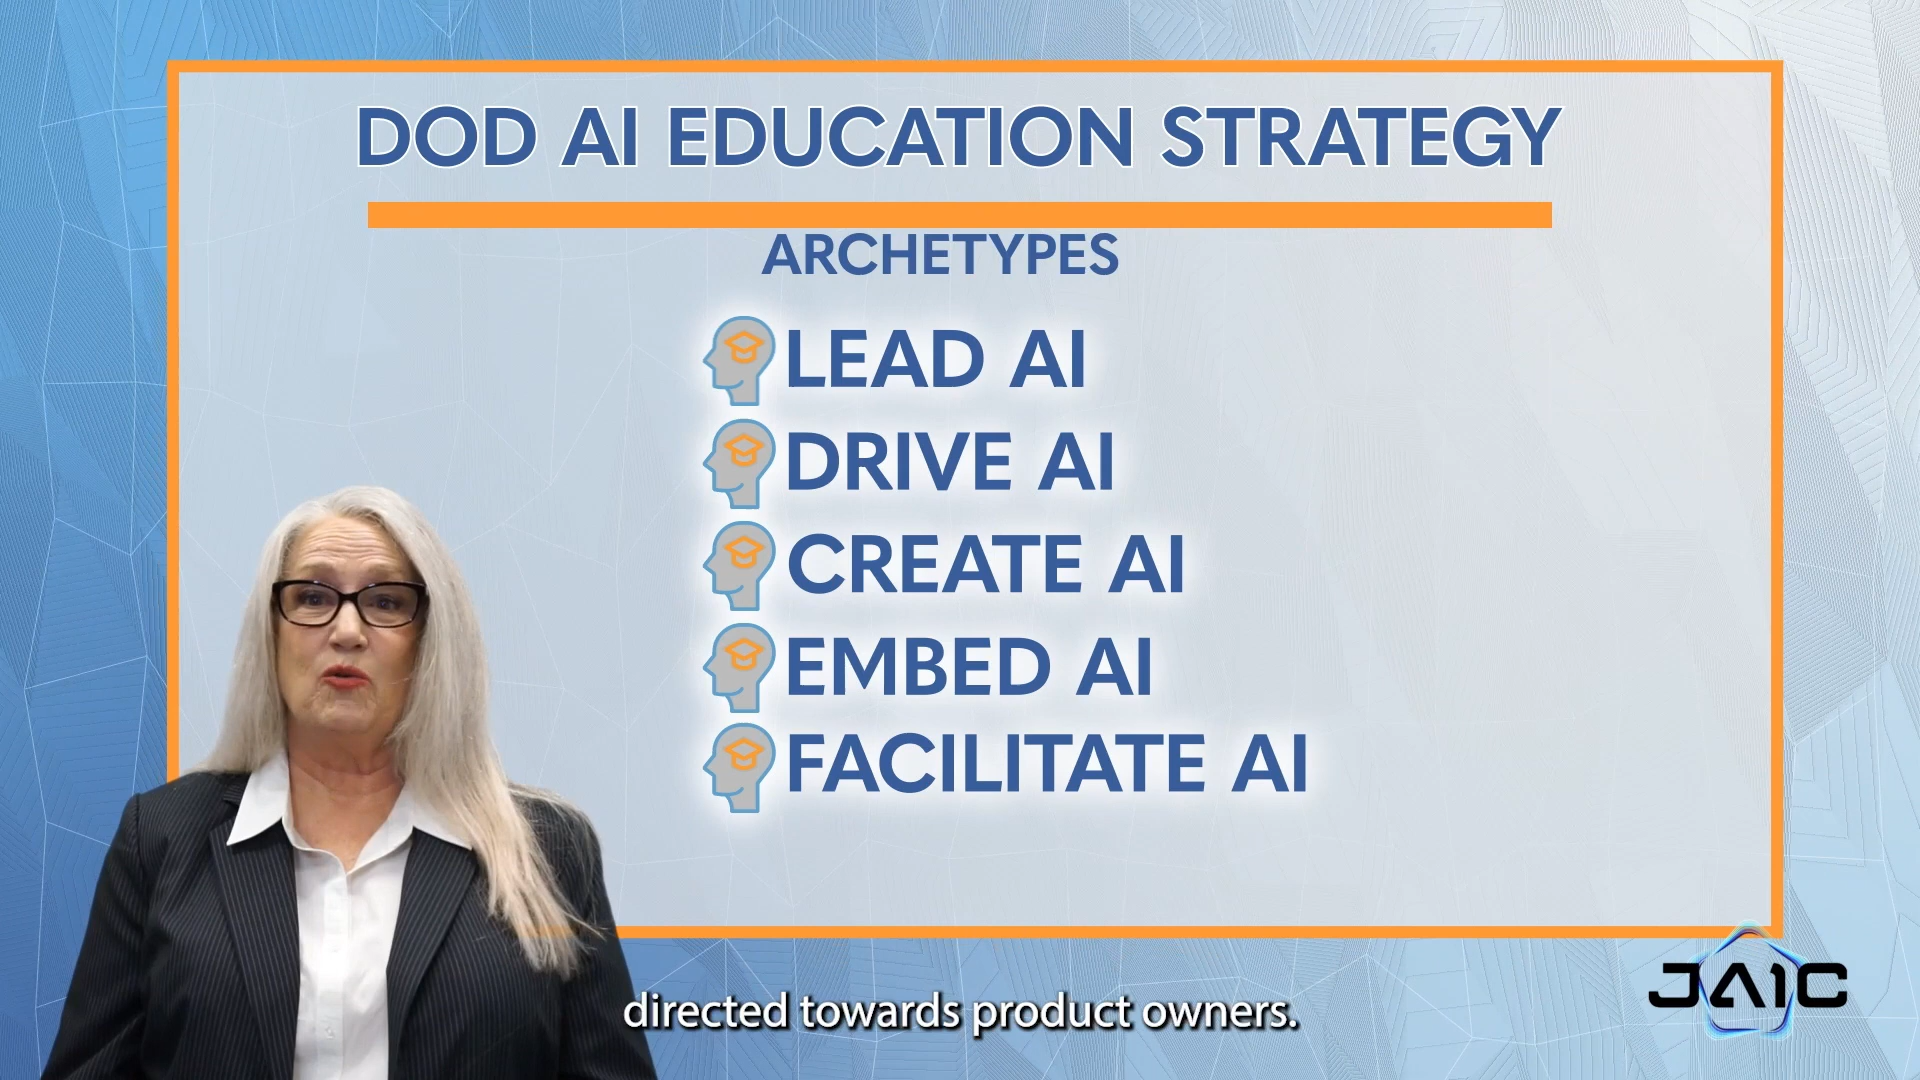 DOD AI EDUCATION STRATEGY
ARCHETYPES
LEAD AI
DRIVE AI
CREATE AI
EMBED AI
FACILITATE AI
directed towards product owners.
JAIC